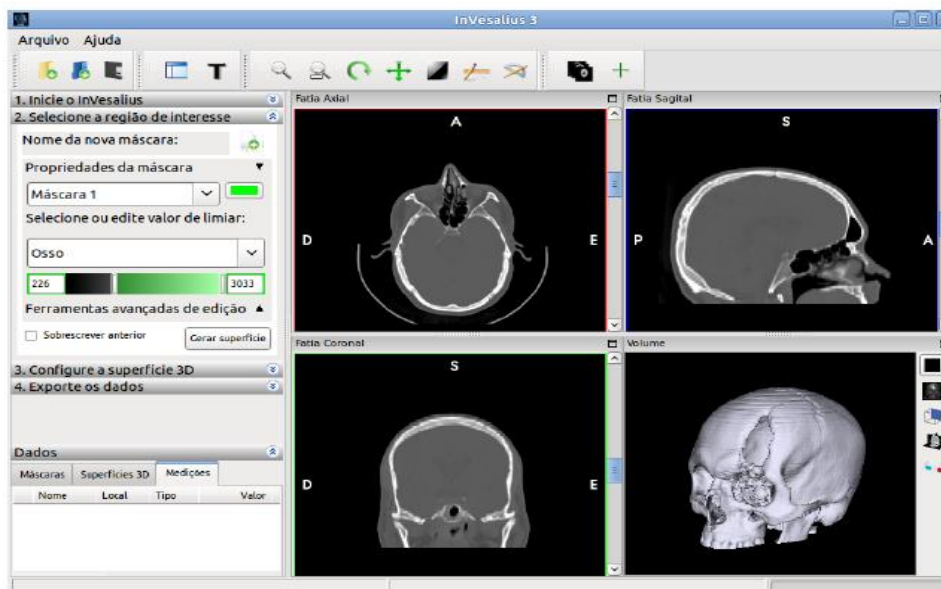 InVesalius 3
Arquivo Ajuda
T
1. Inicie o InVesalius
2. Selecione a região de interesse
Nome da nova máscara:
Propriedades da máscara
Máscara 1
Selecione ou edite valor de limiar:
Osso
226 3033
Ferramentas avançadas de edição
Sobrescrever anterior Gerar superfície
3. Configure a superfície 3D
4. Exporte os dados
Dados
Máscaras Superfícies 3D Medições
Nome Local Tipo Valor
Fatia Axial
A
D E
Fatia Sagital
S
P A
Fatia Coronal
S
D E
Volume